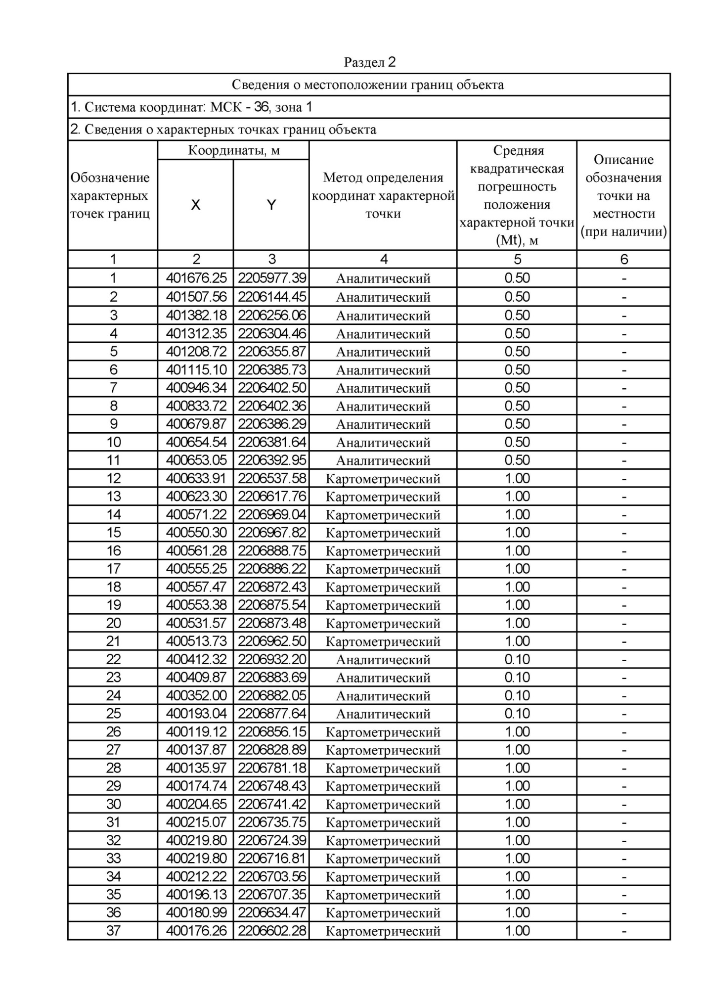 Раздел 2
Сведения о местоположении границ объекта
1. Система координат: МСК - 36, зона 1
2. Сведения о характерных точках границ объекта
Обозначение характерных точек границ
Координаты, м
X
Y
Метод определения координат характерной точки
Средняя квадратическая погрешность положения характерной точки (Mt), м
Описание обозначения точки на местности (при наличии)
1 2 3 4 5 6
1 401676.25 2205977.39 Аналитический 0.50 -
2 401507.56 2206144.45 Аналитический 0.50 -
3 401382.18 2206256.06 Аналитический 0.50 -
4 401312.35 2206304.46 Аналитический 0.50 -
5 401208.72 2206355.87 Аналитический 0.50 -
6 401115.10 2206385.73 Аналитический 0.50 -
7 400946.34 2206402.50 Аналитический 0.50 -
8 400833.72 2206402.36 Аналитический 0.50 -
9 400679.87 2206386.29 Аналитический 0.50 -
10 400654.54 2206381.64 Аналитический 0.50 -
11 400653.05 2206392.95 Аналитический 0.50 -
12 400633.91 2206537.58 Картометрический 1.00 -
13 400623.30 2206617.76 Картометрический 1.00 -
14 400571.22 2206969.04 Картометрический 1.00 -
15 400550.30 2206967.82 Картометрический 1.00 -
16 400561.28 2206888.75 Картометрический 1.00 -
17 400555.25 2206886.22 Картометрический 1.00 -
18 400557.47 2206872.43 Картометрический 1.00 -
19 400553.38 2206875.54 Картометрический 1.00 -
20 400531.57 2206873.48 Картометрический 1.00 -
21 400513.73 2206962.50 Картометрический 1.00 -
22 400412.32 2206932.20 Аналитический 0.10 -
23 400409.87 2206883.69 Аналитический 0.10 -
24 400352.00 2206882.05 Аналитический 0.10 -
25 400193.04 2206877.64 Аналитический 0.10 -
26 400119.12 2206856.15 Картометрический 1.00 -
27 400137.87 2206828.89 Картометрический 1.00 -
28 400135.97 2206781.18 Картометрический 1.00 -
29 400174.74 2206748.43 Картометрический 1.00 -
30 400204.65 2206741.42 Картометрический 1.00 -
31 400215.07 2206735.75 Картометрический 1.00 -
32 400219.80 2206724.39 Картометрический 1.00 -
33 400219.80 2206716.81 Картометрический 1.00 -
34 400212.22 2206703.56 Картометрический 1.00 -
35 400196.13 2206707.35 Картометрический 1.00 -
36 400180.99 2206634.47 Картометрический 1.00 -
37 400176.26 2206602.28 Картометрический 1.00 -